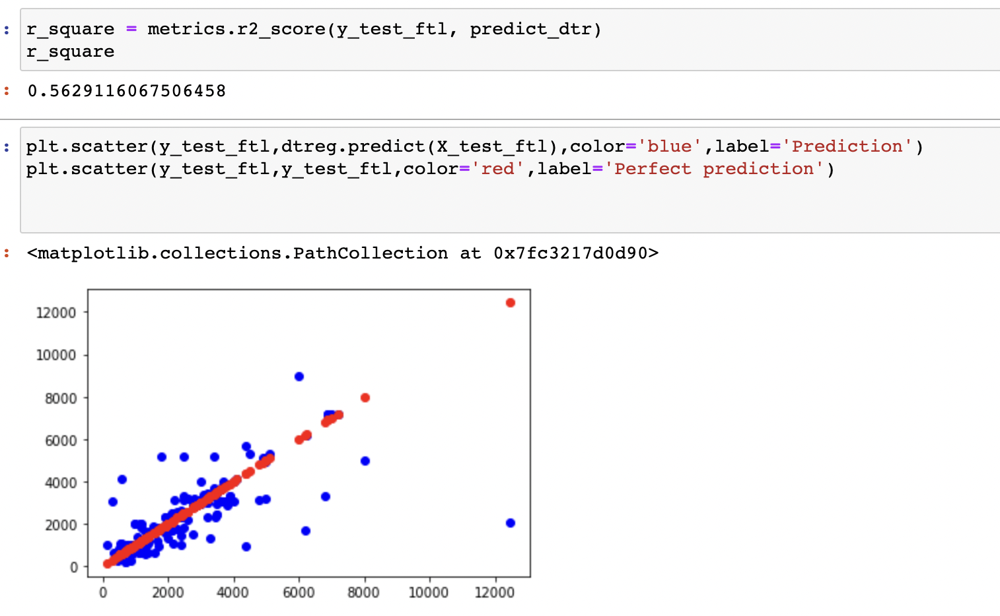 : r_square = metrics.r2_score(y_test_ftl, predict_dtr)
r_square
: 0.5629116067506458
: plt.scatter(y_test_ftl,dtreg.predict(X_test_ftl),color='blue',label='Prediction')
plt.scatter(y_test_ftl,y_test_ftl,color='red',label='Perfect prediction')
: <matplotlib.collections.PathCollection at 0x7fc3217d0d90>
12000
10000
8000
6000
4000
2000
0
0 2000 4000 6000 8000 10000 12000